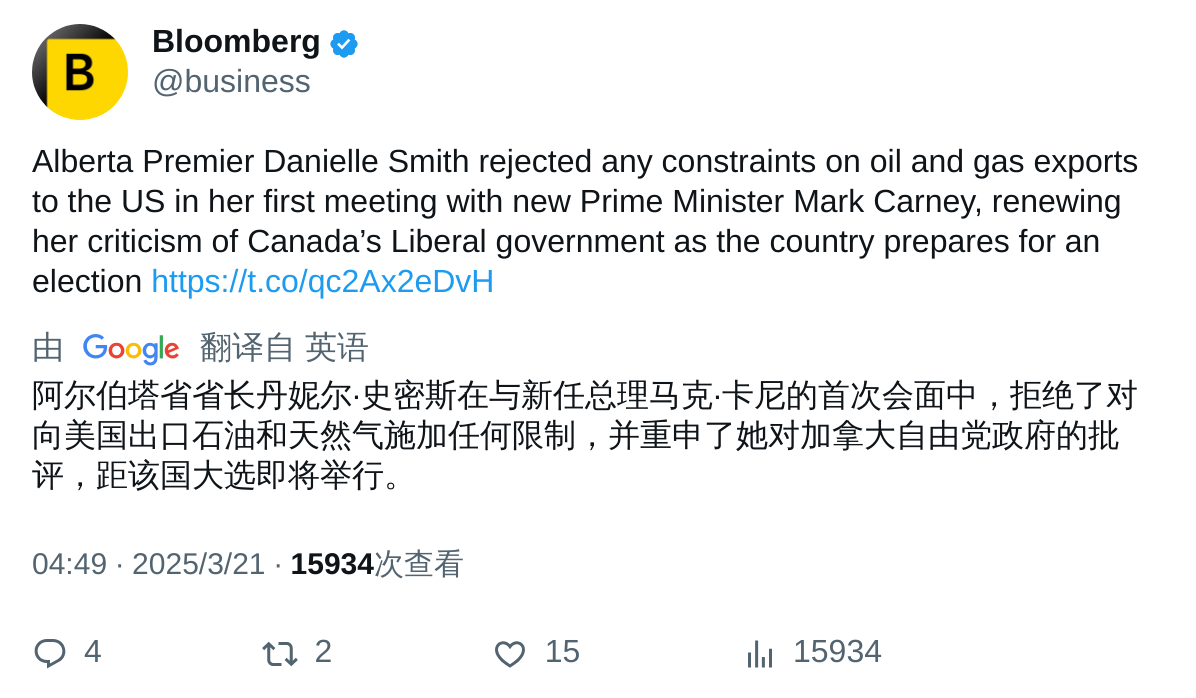 B
Bloomberg
@business
Alberta Premier Danielle Smith rejected any constraints on oil and gas exports
to the US in her first meeting with new Prime Minister Mark Carney, renewing
her criticism of Canada’s Liberal government as the country prepares for an
election https://t.co/qc2Ax2eDvH
由 Google 翻译自 英语
阿尔伯塔省省长丹妮尔·史密斯在与新任总理马克·卡尼的首次会面中，拒绝了对
向美国出口石油和天然气施加任何限制，并重申了她对加拿大自由党政府的批
评，距该国大选即将举行。
04:49 · 2025/3/21 · 15934次查看
4 2 15 15934